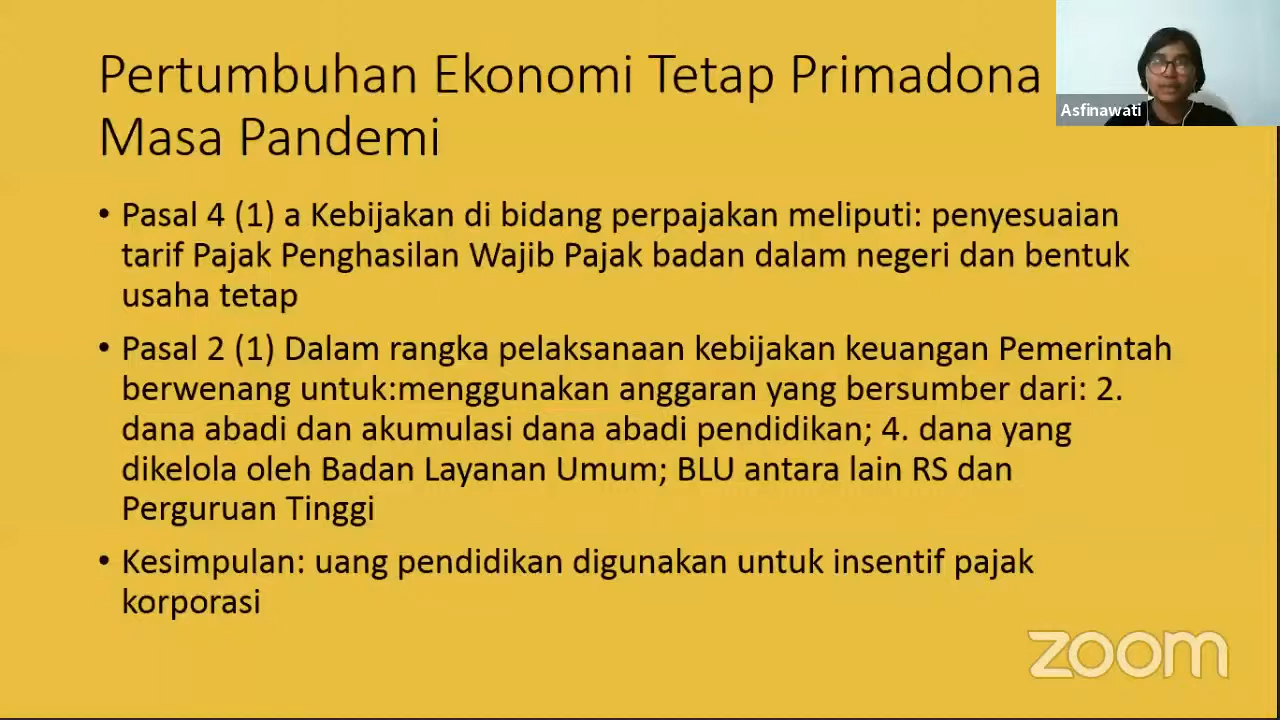 Pertumbuhan Ekonomi Tetap Primadona
Masa Pandemi
Asfinawati
• Pasal 4 (1) a Kebijakan di bidang perpajakan meliputi: penyesuaian
tarif Pajak Penghasilan Wajib Pajak badan dalam negeri dan bentuk
usaha tetap
• Pasal 2 (1) Dalam rangka pelaksanaan kebijakan keuangan Pemerintah
berwenang untuk:menggunakan anggaran yang bersumber dari: 2.
dana abadi dan akumulasi dana abadi pendidikan; 4. dana yang
dikelola oleh Badan Layanan Umum; BLU antara lain RS dan
Perguruan Tinggi
• Kesimpulan: uang pendidikan digunakan untuk insentif pajak
korporasi
zoom